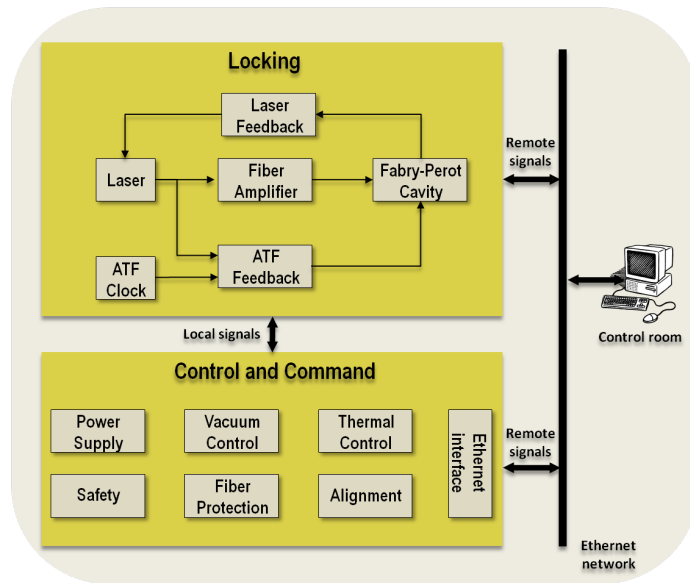 Locking
Laser
Feedback
Laser
Fiber
Amplifier
Fabry-Perot
Cavity
ATF
Clock
ATF
Feedback
Remote
signals
Control room
Local signals
Control and Command
Power
Supply
Vacuum
Control
Thermal
Control
Ethernet
interface
Safety
Fiber
Protection
Alignment
Remote
signals
Ethernet
network